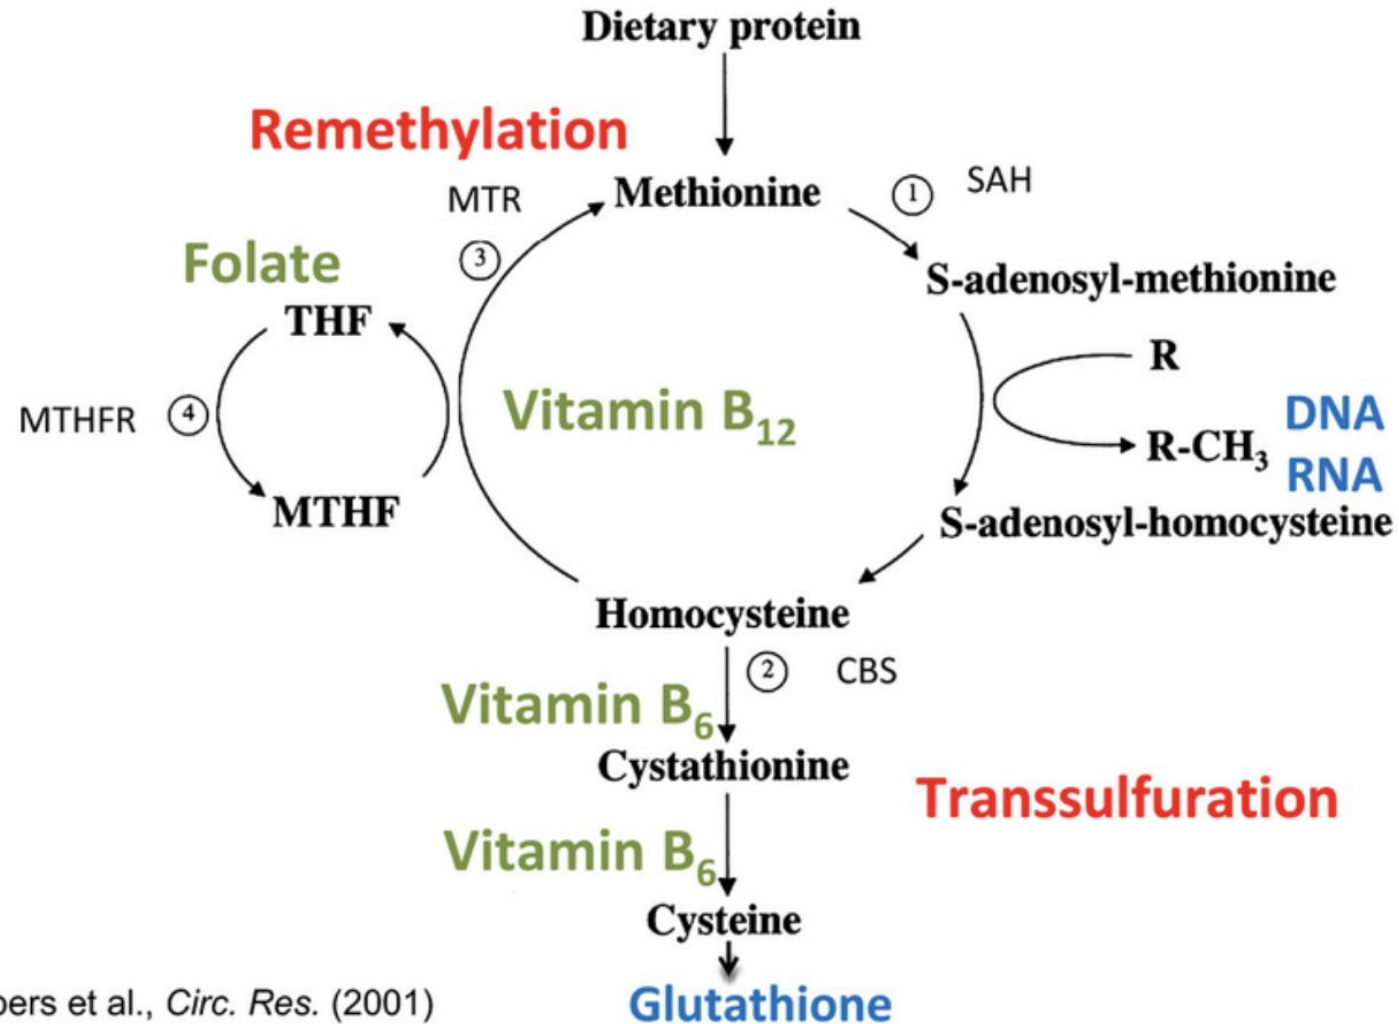 Dietary protein
Remethylation
MTR
Methionine
1
SAH
3
Folate
S-adenosyl-methionine
THF
R
MTHFR
4
Vitamin B12
DNA
R-CH3
RNA
MTHF
S-adenosyl-homocysteine
Homocysteine
2
CBS
Vitamin B6
Cystathionine
Transsulfuration
Vitamin B6
Cysteine
et al., Circ. Res. (2001)
Glutathione